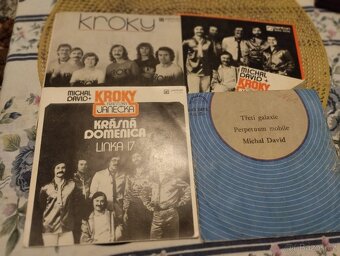 kroky
MICHAL
DAVID +
KROKY
MICHAL
DAVID+
KROKY
JANEČKA
KRÁSNÁ
DOMENICA
LINKA 17
Třetí galaxie
Perpetuum mobile
Michal David